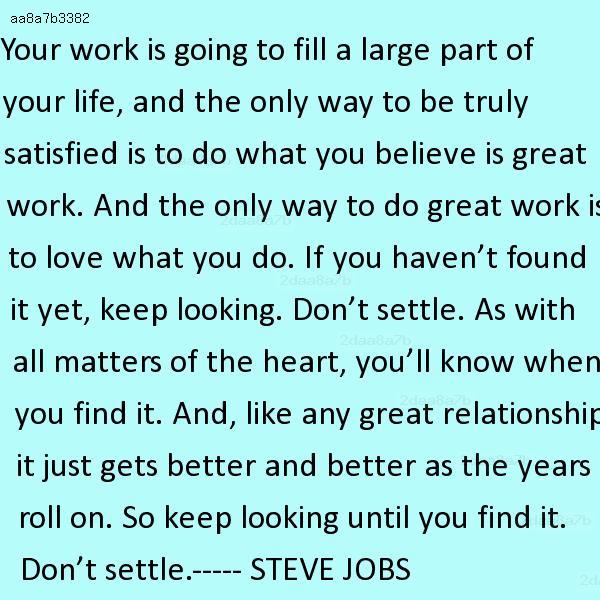 aa8a7b3382
Your work is going to fill a large part of
your life, and the only way to be truly
satisfied is to do what you believe is great
work. And the only way to do great work is
to love what you do. If you haven’t found
it yet, keep looking. Don’t settle. As with
all matters of the heart, you’ll know when
you find it. And, like any great relationship
it just gets better and better as the years
roll on. So keep looking until you find it.
Don’t settle.----- STEVE JOBS
2daa8a7b
2daa8a7b
2daa8a7b
2daa8a7b